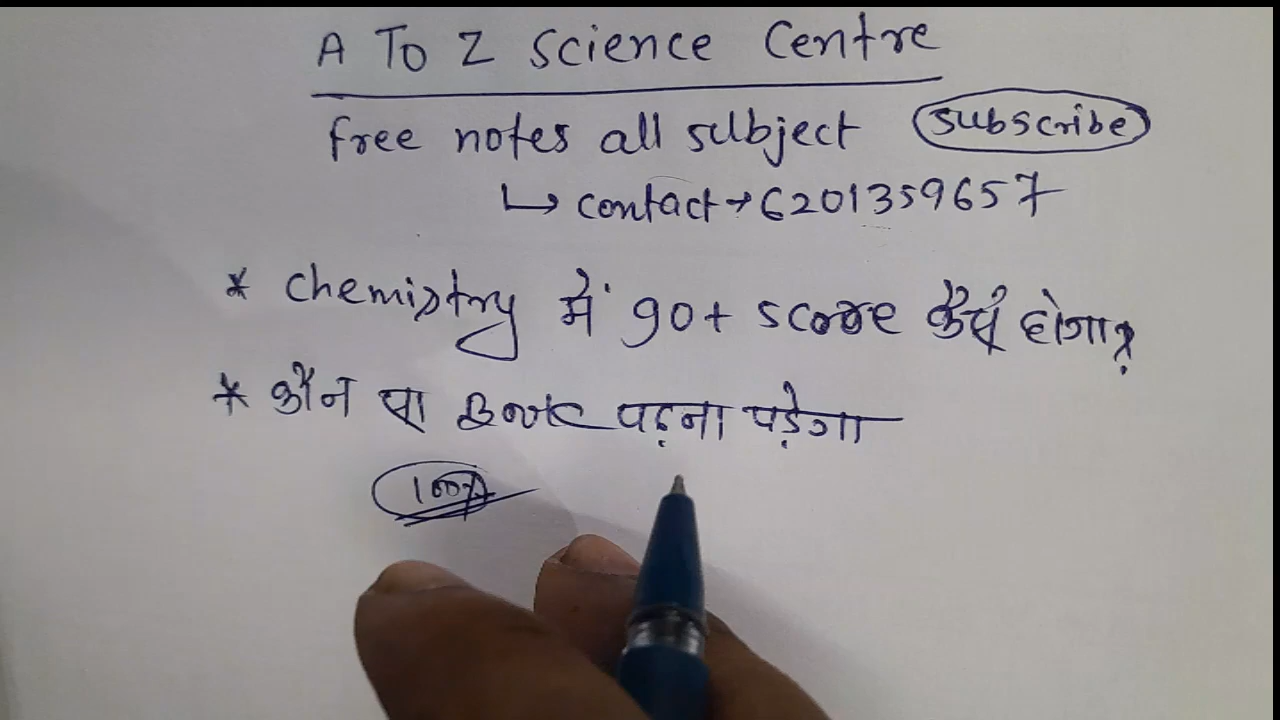 A To Z Science Centre
free notes all subject subscribe
↳ contact → 6201359657
* Chemistry में 90+ score कैसे होगा?
* कौन सा Book पढ़ना पड़ेगा
100%